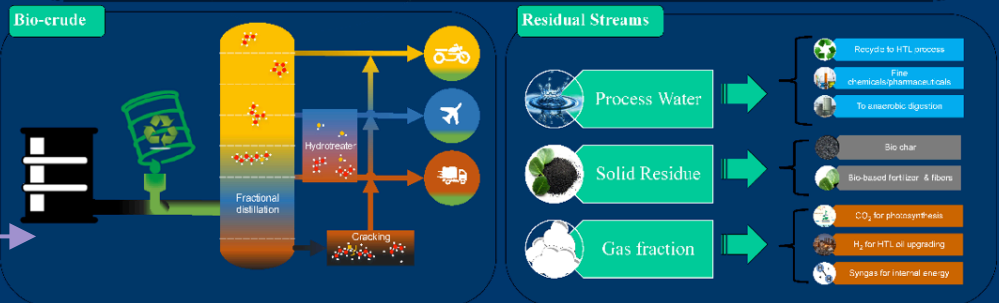 Bio-crude
Hydrotreater
Fractional
distillation
Cracking
Residual Streams
Process Water
Recycle to HTL process
Fine
chemicals/pharmaceuticals
To anaerobic digestion
Solid Residue
Bio char
Bio-based fertilizer & fibers
Gas fraction
CO₂ for photosynthesis
H₂ for HTL oil upgrading
Syngas for internal energy